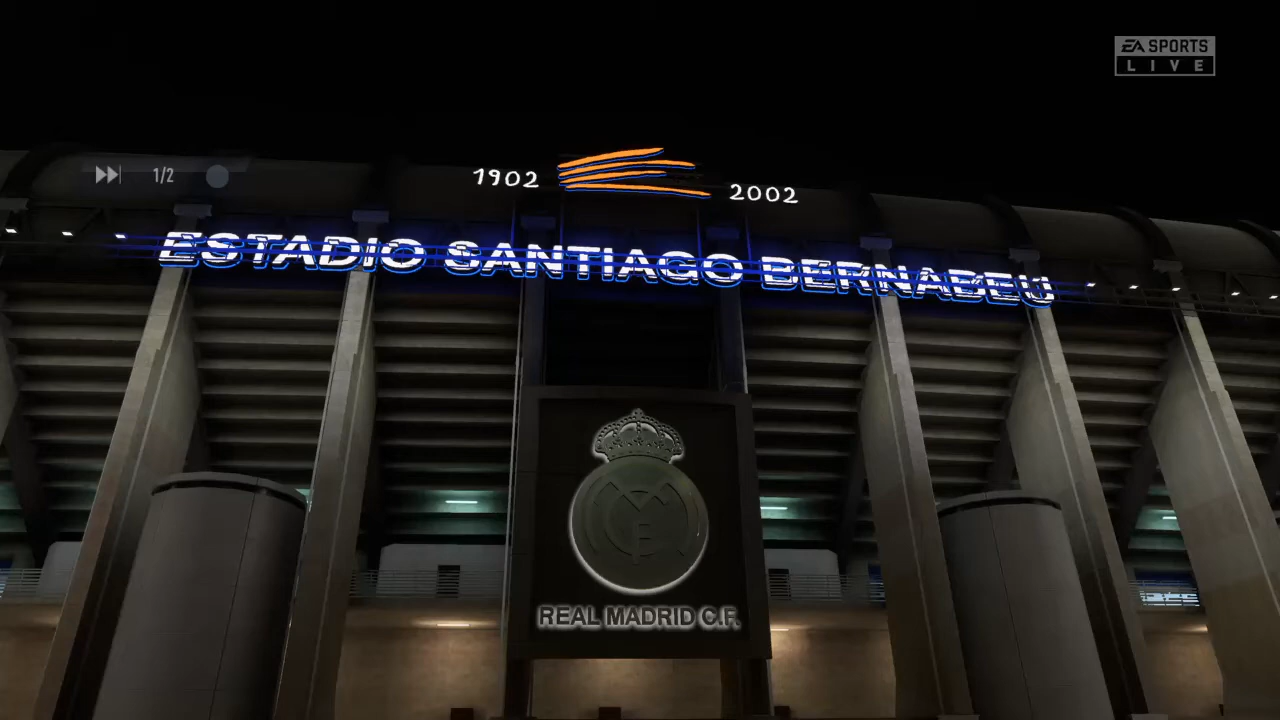 EA SPORTS
LIVE
1/2
1902
2002
ESTADIO SANTIAGO BERNABEU
REAL MADRID C.F.